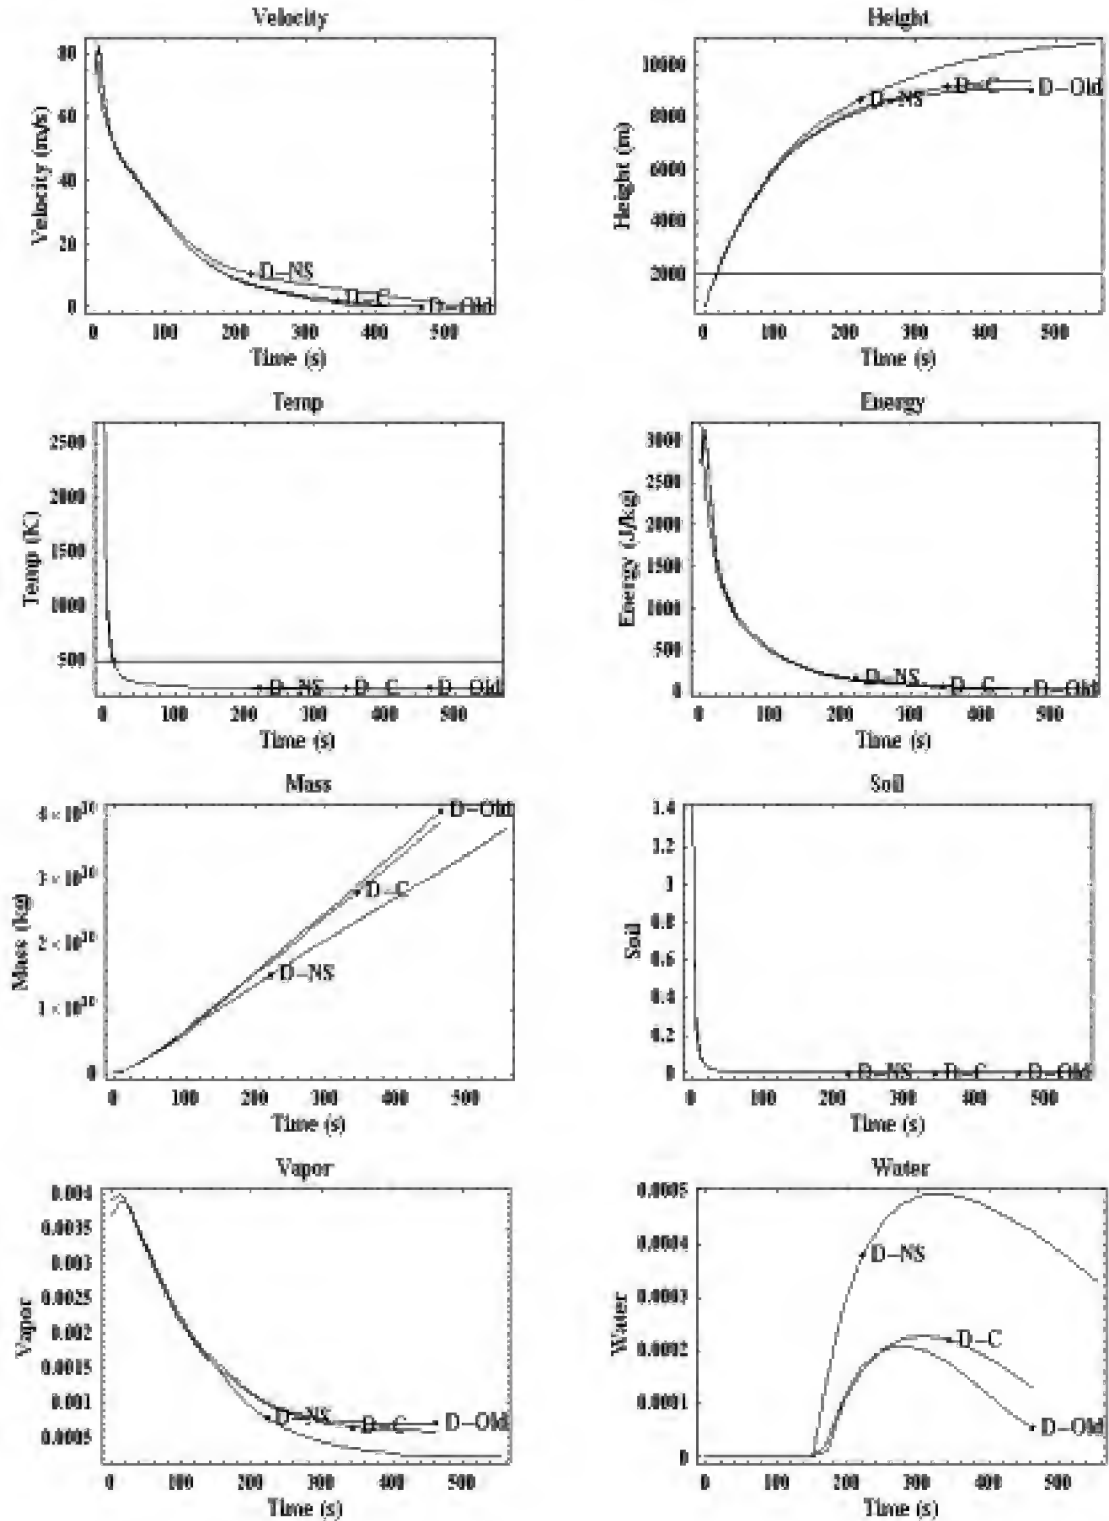 Velocity
Velocity (m/s)
80
60
40
20
0
D-NS
D-C
D-Old
0 100 200 300 400 500
Time (s)
Height
Height (m)
10000
8000
6000
4000
2000
D-NS
D-C
D-Old
0 100 200 300 400 500
Time (s)
Temp
Temp (K)
2500
2000
1500
1000
500
D-NS D-C D-Old
0 100 200 300 400 500
Time (s)
Energy
Energy (J/kg)
3000
2500
2000
1500
1000
500
0
D-NS
D-C
D-Old
0 100 200 300 400 500
Time (s)
Mass
Mass (kg)
4×10¹⁰
3×10¹⁰
2×10¹⁰
1×10¹⁰
0
D-Old
D-C
D-NS
0 100 200 300 400 500
Time (s)
Soil
Soil
1.4
1.2
1
0.8
0.6
0.4
0.2
0
D-NS D-C D-Old
0 100 200 300 400 500
Time (s)
Vapor
Vapor
0.004
0.0035
0.003
0.0025
0.002
0.0015
0.001
0.0005
D-NS
D-C
D-Old
0 100 200 300 400 500
Time (s)
Water
Water
0.0005
0.0004
0.0003
0.0002
0.0001
0
D-NS
D-C
D-Old
0 100 200 300 400 500
Time (s)